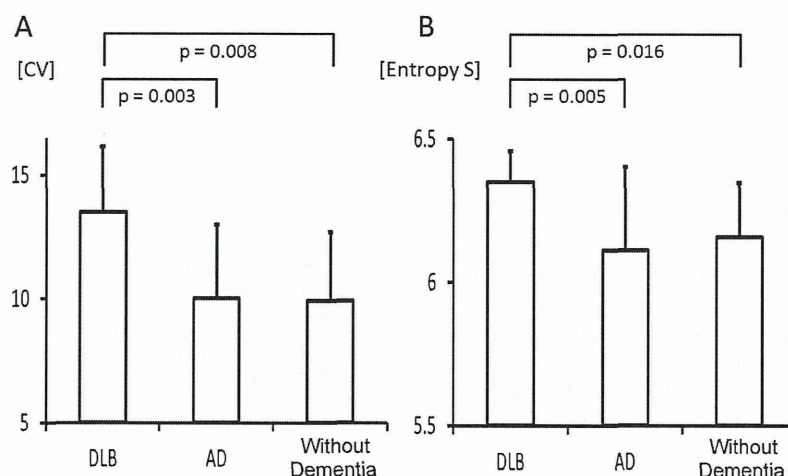 A
[CV]
p = 0.008
p = 0.003
15
10
5
DLB
AD
Without
Dementia
B
[Entropy S]
p = 0.016
p = 0.005
6.5
6
5.5
DLB
AD
Without
Dementia